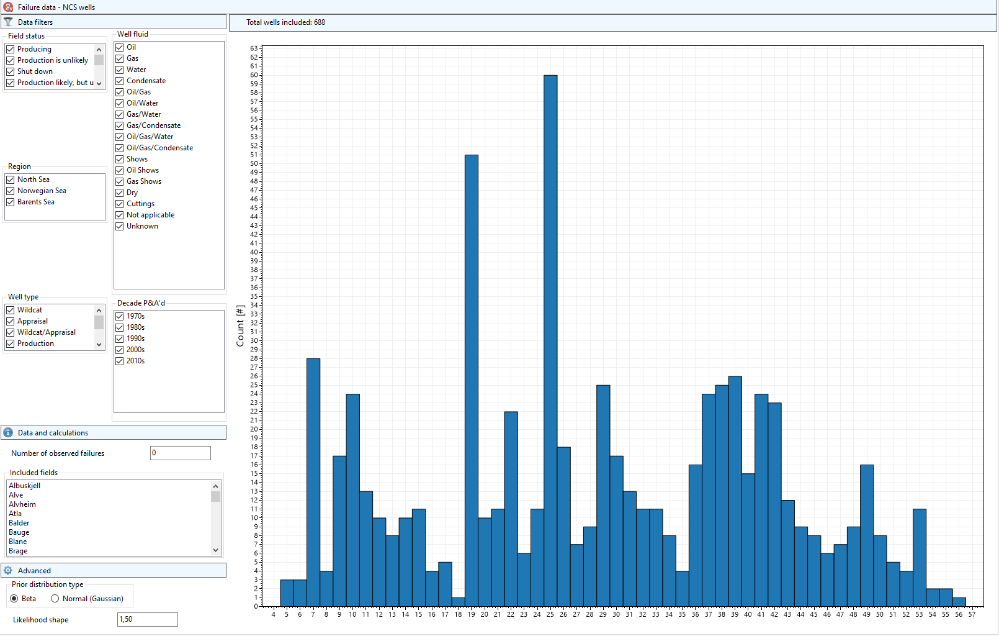 Failure data - NCS wells
Data filters
Total wells included: 688
Field status
Producing
Production is unlikely
Shut down
Production likely, but u
Well fluid
Oil
Gas
Water
Condensate
Oil/Gas
Oil/Water
Gas/Water
Gas/Condensate
Oil/Gas/Water
Oil/Gas/Condensate
Shows
Oil Shows
Gas Shows
Dry
Cuttings
Not applicable
Unknown
Region
North Sea
Norwegian Sea
Barents Sea
Well type
Wildcat
Appraisal
Wildcat/Appraisal
Production
Decade P&A'd
1970s
1980s
1990s
2000s
2010s
Data and calculations
Number of observed failures
0
Included fields
Albuskjell
Alve
Alvheim
Atla
Balder
Bauge
Blane
Brage
Advanced
Prior distribution type
Beta
Normal (Gaussian)
Likelihood shape
1,50
Count [#]
63
62
61
60
59
58
57
56
55
54
53
52
51
50
49
48
47
46
45
44
43
42
41
40
39
38
37
36
35
34
33
32
31
30
29
28
27
26
25
24
23
22
21
20
19
18
17
16
15
14
13
12
11
10
9
8
7
6
5
4
3
2
1
0
4 5 6 7 8 9 10 11 12 13 14 15 16 17 18 19 20 21 22 23 24 25 26 27 28 29 30 31 32 33 34 35 36 37 38 39 40 41 42 43 44 45 46 47 48 49 50 51 52 53 54 55 56 57